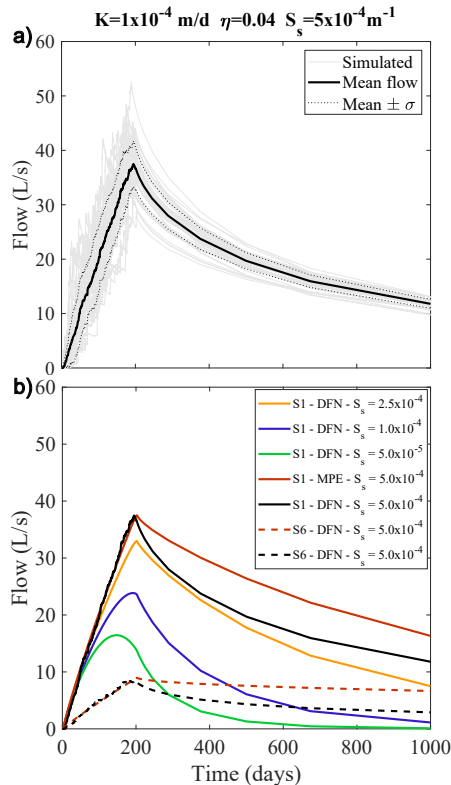 K=1x10⁻⁴ m/d η=0.04 Sₛ=5x10⁻⁴m⁻¹
a)
60
50
40
30
20
10
0
Flow (L/s)
Simulated
Mean flow
Mean ± σ
b)
60
50
40
30
20
10
0
Flow (L/s)
S1 - DFN - Sₛ = 2.5x10⁻⁴
S1 - DFN - Sₛ = 1.0x10⁻⁴
S1 - DFN - Sₛ = 5.0x10⁻⁵
S1 - MPE - Sₛ = 5.0x10⁻⁴
S1 - DFN - Sₛ = 5.0x10⁻⁴
S6 - DFN - Sₛ = 5.0x10⁻⁴
S6 - DFN - Sₛ = 5.0x10⁻⁴
0 200 400 600 800 1000
Time (days)